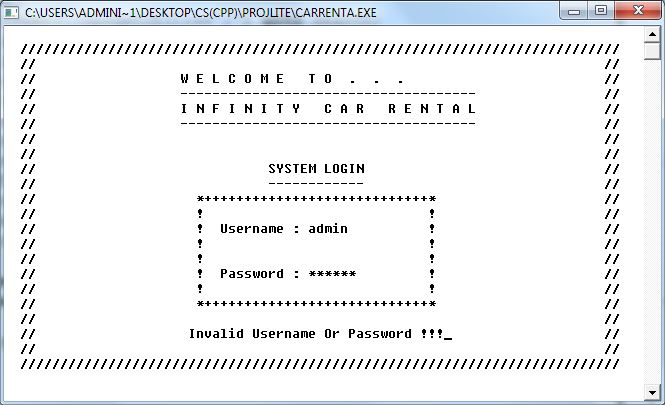 C:\USERS\ADMINI~1\DESKTOP\CS(CPP)\PROJLITE\CARRENTA.EXE
///////////////////////////////////////////////////////////////////////////
// //
// W E L C O M E   T O . . . //
// ------------------------------------- //
// I N F I N I T Y   C A R   R E N T A L //
// ------------------------------------- //
// //
// //
// SYSTEM LOGIN //
// ------------ //
// *++++++++++++++++++++++++++++* //
// ! ! //
// ! Username : admin ! //
// ! ! //
// ! ! //
// ! Password : ****** ! //
// ! ! //
// *++++++++++++++++++++++++++++* //
// //
// Invalid Username Or Password !!!_ //
// //
///////////////////////////////////////////////////////////////////////////